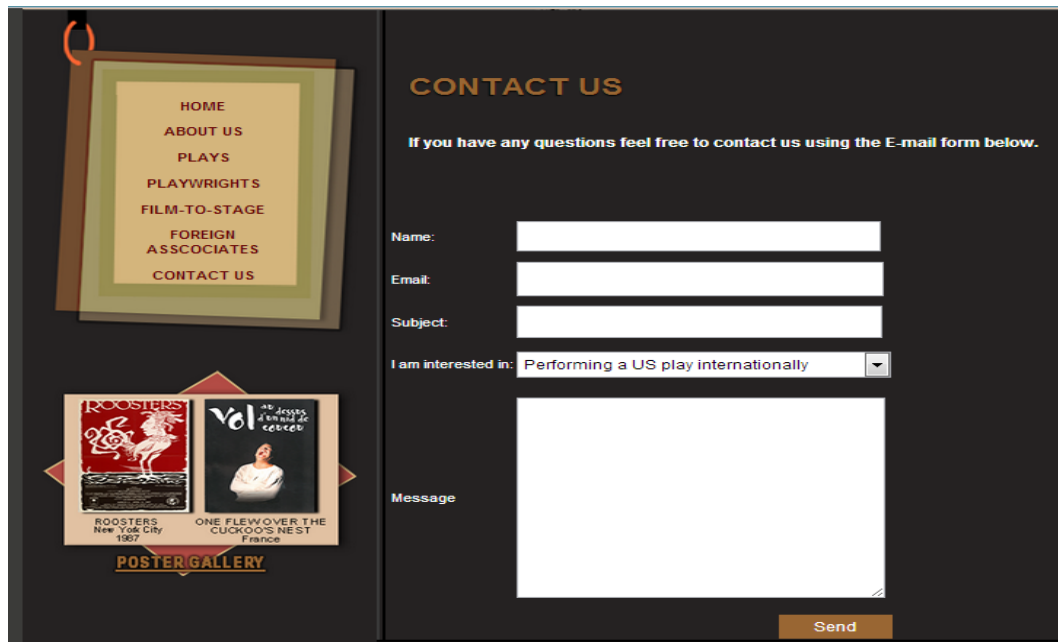 HOME
ABOUT US
PLAYS
PLAYWRIGHTS
FILM-TO-STAGE
FOREIGN
ASSCOCIATES
CONTACT US
ROOSTERS
Vol au dessus
d'un nid de
coucou
ROOSTERS
New York City
1987
ONE FLEW OVER THE
CUCKOO'S NEST
France
POSTER GALLERY
CONTACT US
If you have any questions feel free to contact us using the E-mail form below.
Name:
Email:
Subject:
I am interested in: Performing a US play internationally
Message
Send